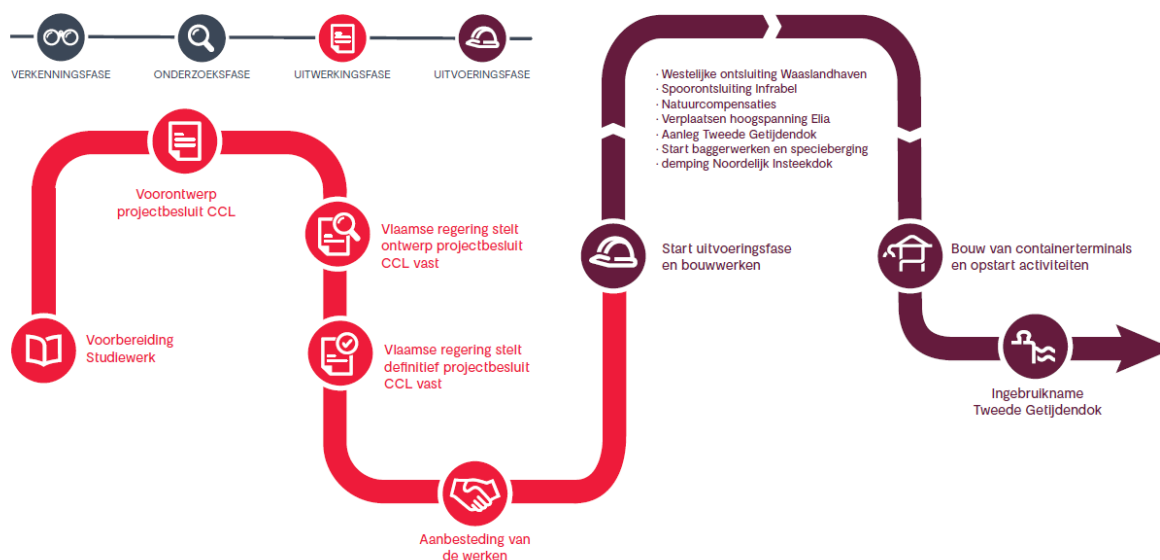 VERKENNINGSFASE
ONDERZOEKSFASE
UITWERKINGSFASE
UITVOERINGSFASE
Voorbereiding
Studiewerk
Voorontwerp
projectbesluit CCL
Vlaamse regering stelt
ontwerp projectbesluit
CCL vast
Vlaamse regering stelt
definitief projectbesluit
CCL vast
Aanbesteding van
de werken
Start uitvoeringsfase
en bouwwerken
· Westelijke ontsluiting Waaslandhaven
· Spoorontsluiting Infrabel
· Natuurcompensaties
· Verplaatsen hoogspanning Elia
· Aanleg Tweede Getijdendok
· Start baggerwerken en specieberging
· demping Noordelijk Insteekdok
Bouw van containerterminals
en opstart activiteiten
Ingebruikname
Tweede Getijdendok